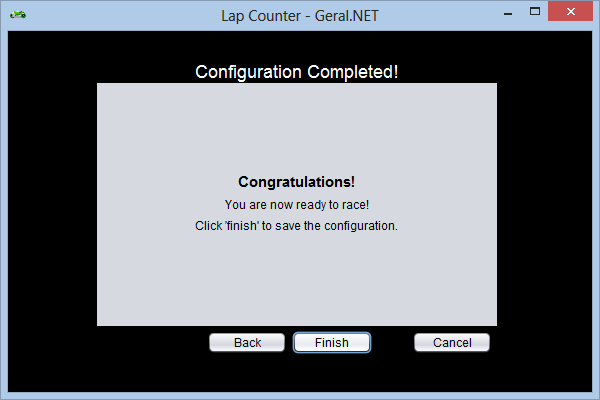 Lap Counter - Geral.NET
Configuration Completed!
Congratulations!
You are now ready to race!
Click 'finish' to save the configuration.
Back Finish Cancel